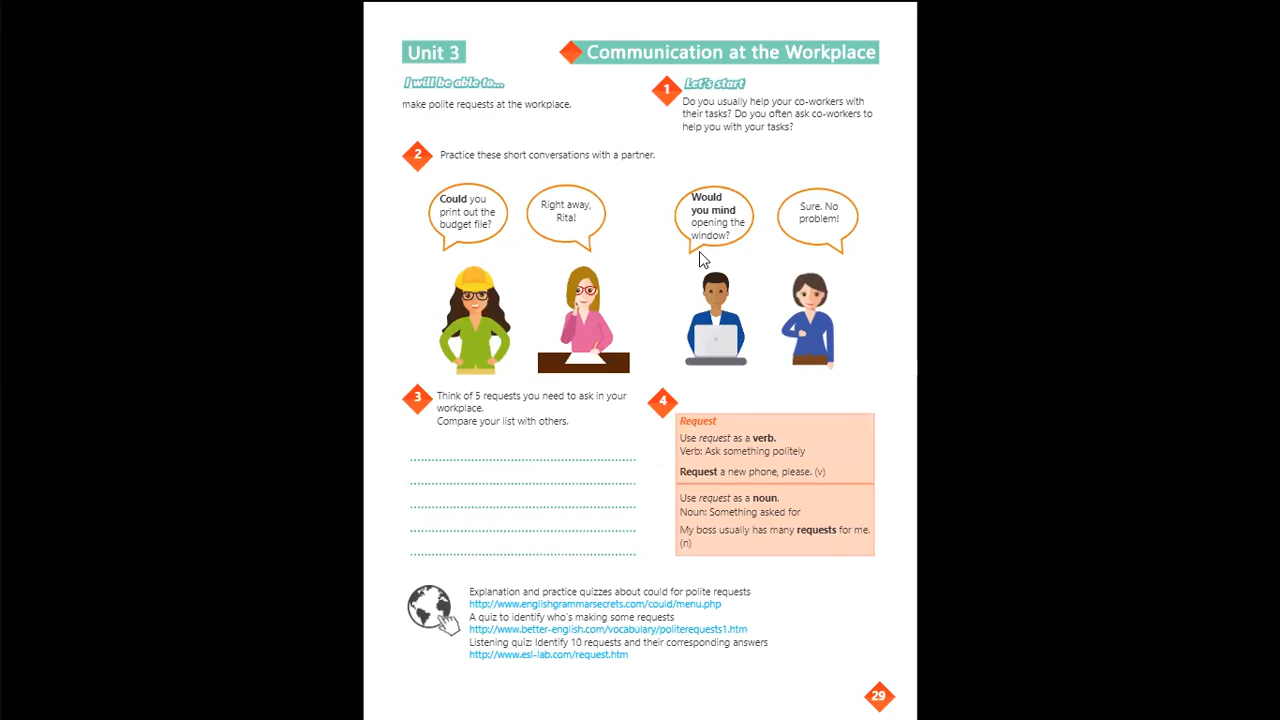 Unit 3
Communication at the Workplace
I will be able to...
make polite requests at the workplace.
1
Let's start
Do you usually help your co-workers with
their tasks? Do you often ask co-workers to
help you with your tasks?
2
Practice these short conversations with a partner.
Could you
print out the
budget file?
Right away,
Rita!
Would
you mind
opening the
window?
Sure. No
problem!
3
Think of 5 requests you need to ask in your
workplace.
Compare your list with others.
4
Request
Use request as a verb.
Verb: Ask something politely
Request a new phone, please. (v)
Use request as a noun.
Noun: Something asked for
My boss usually has many requests for me.
(n)
Explanation and practice quizzes about could for polite requests
http://www.englishgrammarsecrets.com/could/menu.php
A quiz to identify who's making some requests
http://www.better-english.com/vocabulary/politerequests1.htm
Listening quiz: Identify 10 requests and their corresponding answers
http://www.esl-lab.com/request.htm
29